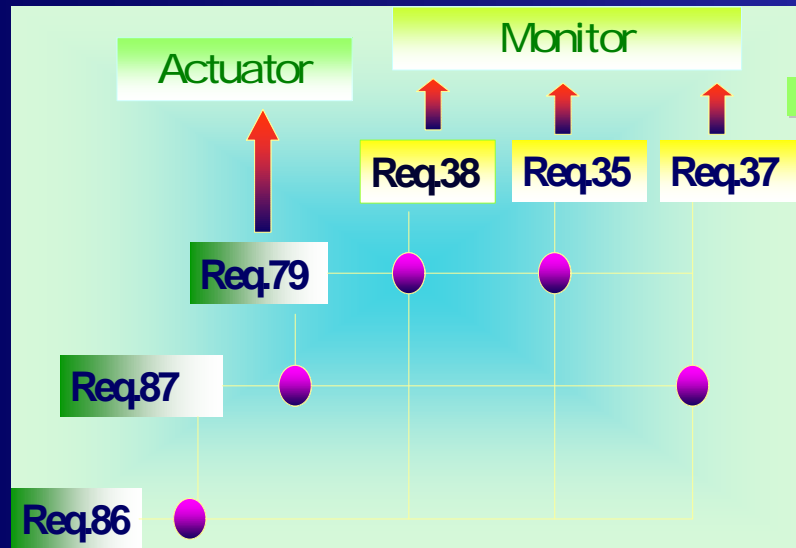 Monitor
Actuator
Req.38 Req.35 Req.37
Req.79
Req.87
Req.86